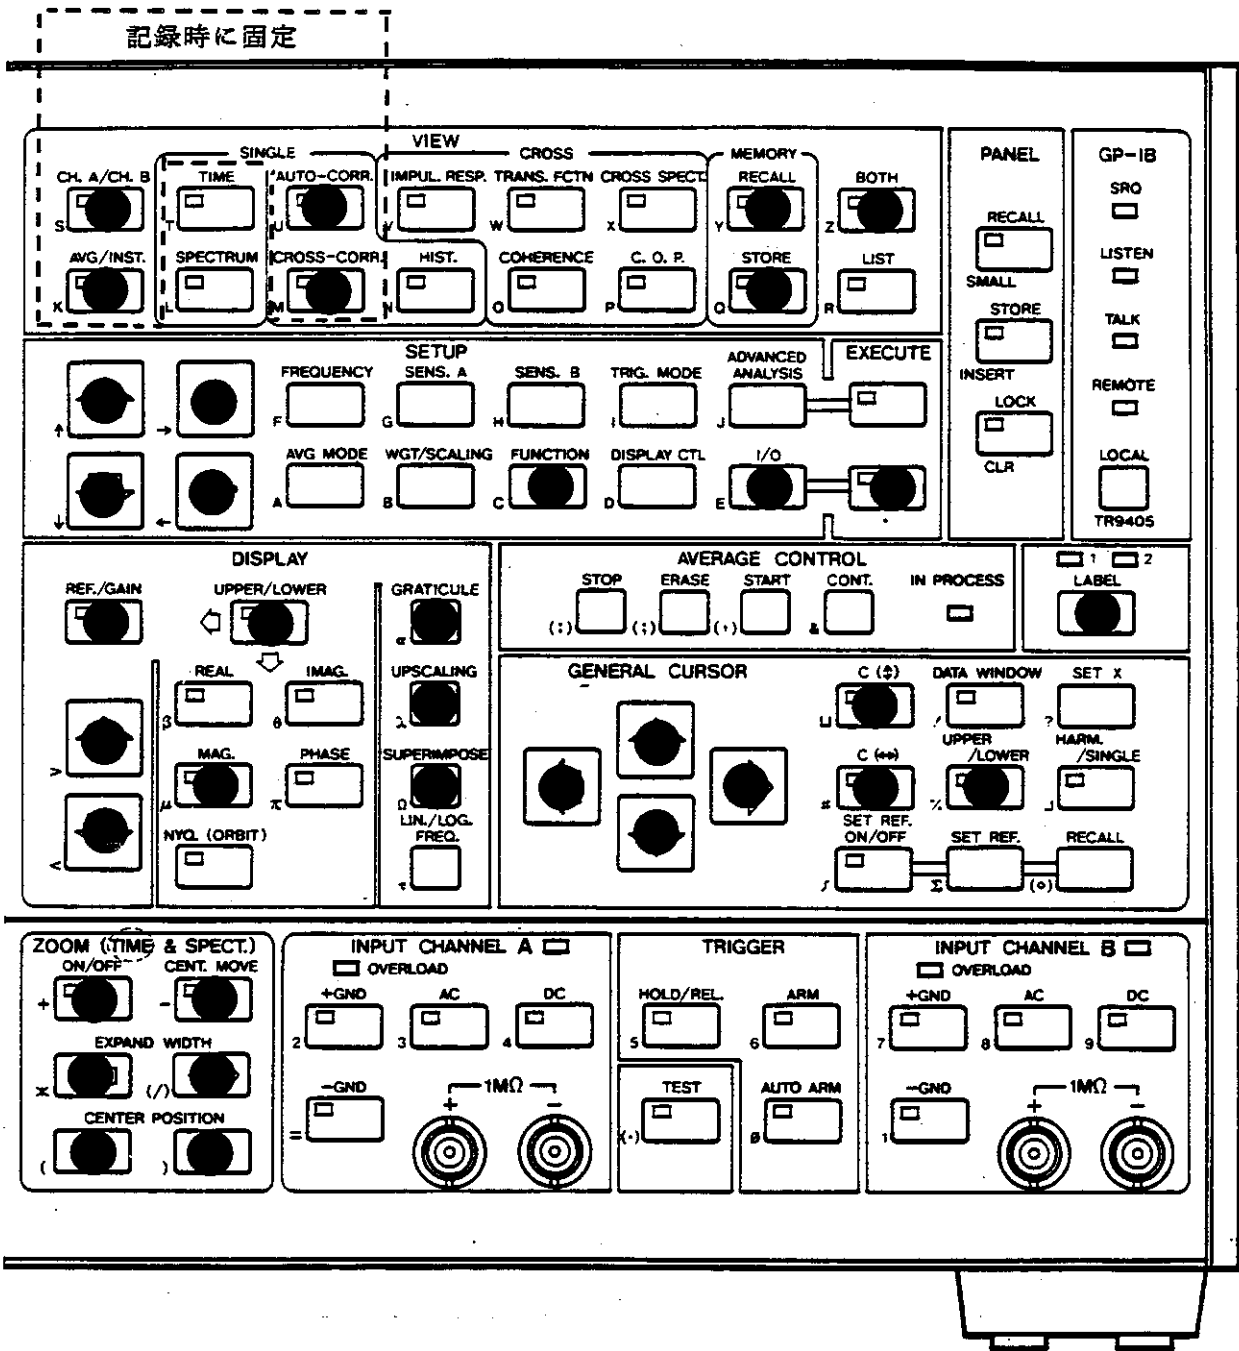 記録時に固定
VIEW
SINGLE CROSS MEMORY
CH. A/CH. B TIME AUTO-CORR. IMPUL. RESP. TRANS. FCTN CROSS SPECT. RECALL BOTH
S T U V W X Y Z
AVG/INST. SPECTRUM CROSS-CORR. HIST. COHERENCE C. O. P. STORE LIST
K L M N O P Q R
PANEL
RECALL
SMALL
STORE
INSERT
LOCK
CLR
GP-IB
SRQ
LISTEN
TALK
REMOTE
LOCAL
TR9405
SETUP EXECUTE
FREQUENCY SENS. A SENS. B TRIG. MODE ADVANCED ANALYSIS
↑ → F G H I J
AVG MODE WGT/SCALING FUNCTION DISPLAY CTL I/O
↓ ← A B C D E
DISPLAY
REF./GAIN UPPER/LOWER GRATICULE
α
REAL IMAG. UPSCALING
β θ λ
MAG. PHASE SUPERIMPOSE
> μ π Ω
NYQ. (ORBIT) LIN./LOG. FREQ.
< τ
AVERAGE CONTROL
STOP ERASE START CONT. IN PROCESS
(:) (;) (,) &
1 2
LABEL
GENERAL CURSOR
C (⇕) DATA WINDOW SET X
⊔ / ?
C (⇔) UPPER /LOWER HARM. /SINGLE
# % ⌟
SET REF. ON/OFF SET REF. RECALL
∫ Σ (°)
ZOOM (TIME & SPECT.)
ON/OFF CENT. MOVE
+ -
EXPAND WIDTH
(/)
CENTER POSITION
( )
INPUT CHANNEL A
OVERLOAD
+GND AC DC
2 3 4
-GND 1MΩ
= + -
TRIGGER
HOLD/REL. ARM
5 6
TEST AUTO ARM
(·) Ø
INPUT CHANNEL B
OVERLOAD
+GND AC DC
7 8 9
-GND 1MΩ
1 + -